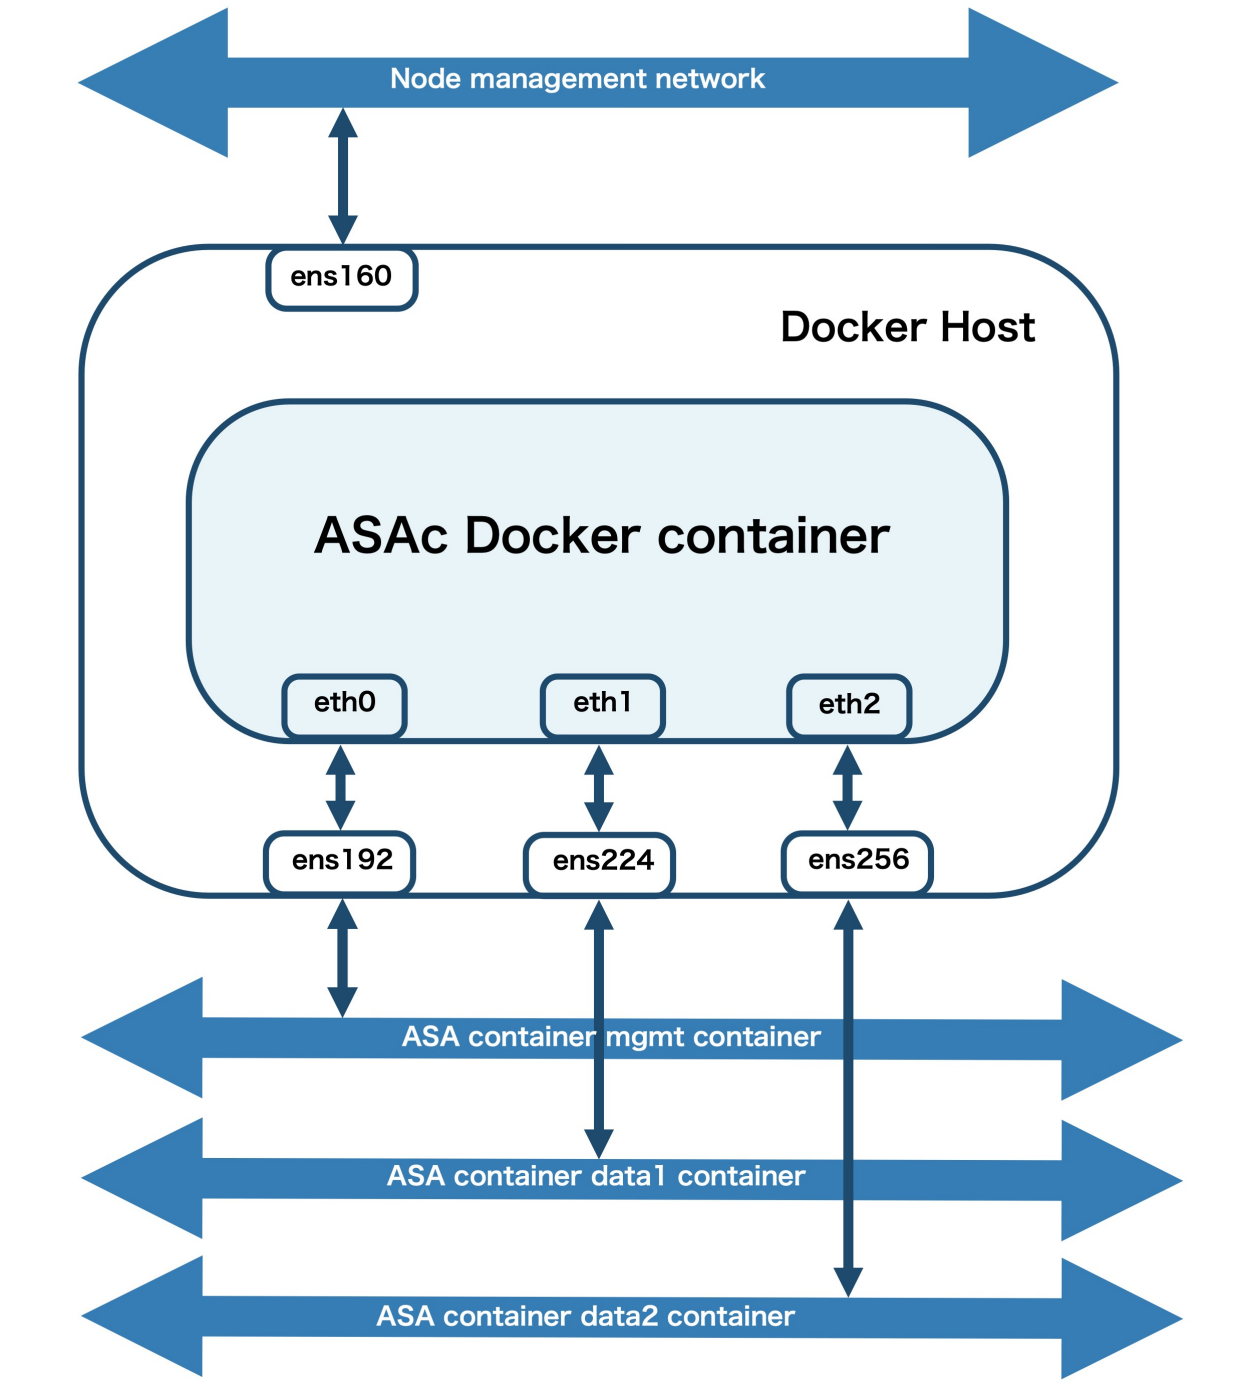 Node management network
ens160
Docker Host
ASAc Docker container
eth0
eth1
eth2
ens192
ens224
ens256
ASA container mgmt container
ASA container data1 container
ASA container data2 container